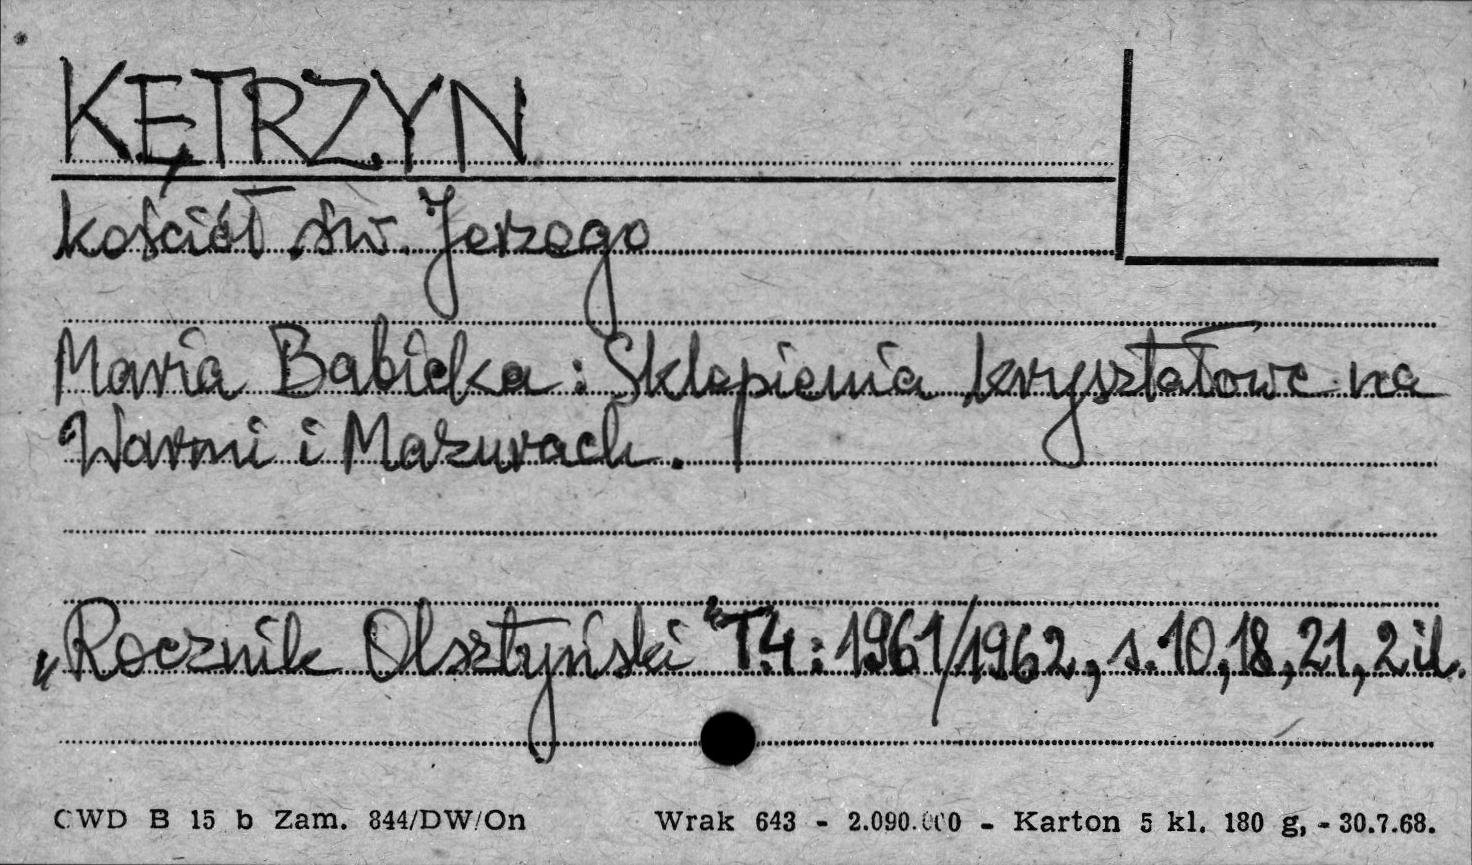 KĘTRZYN
kościół św. Jerzego
Maria Babicka: Sklepienia kryształowe na
Warmi i Mazurach.
„Rocznik Olsztyński" T.4: 1961/1962, s. 10, 18, 21, 2 il.
CWD B 15 b Zam. 844/DW/On Wrak 643 - 2.090.000 - Karton 5 kl. 180 g, - 30.7.68.